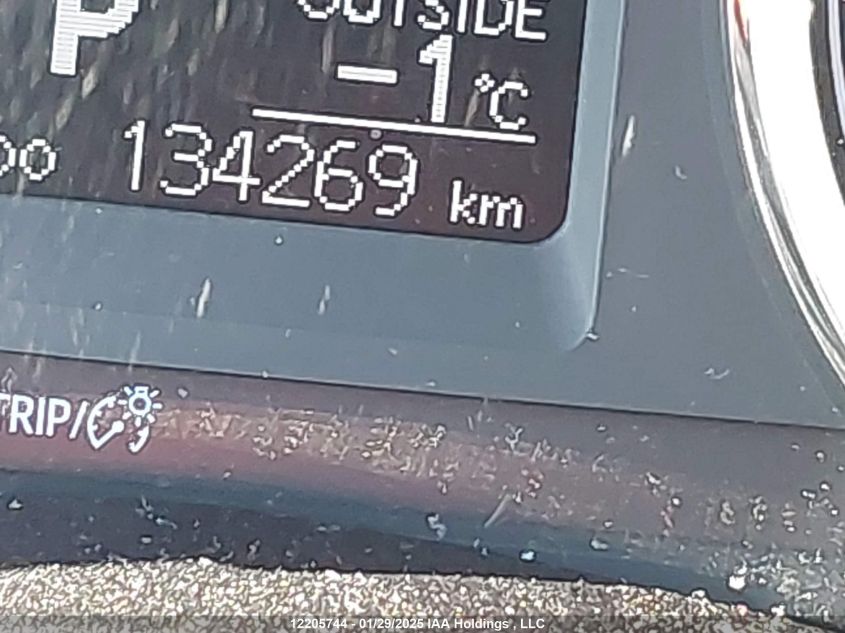 P
OUTSIDE
-1°C
134269 km
TRIP/
12205744 - 01/29/2025 IAA Holdings , LLC